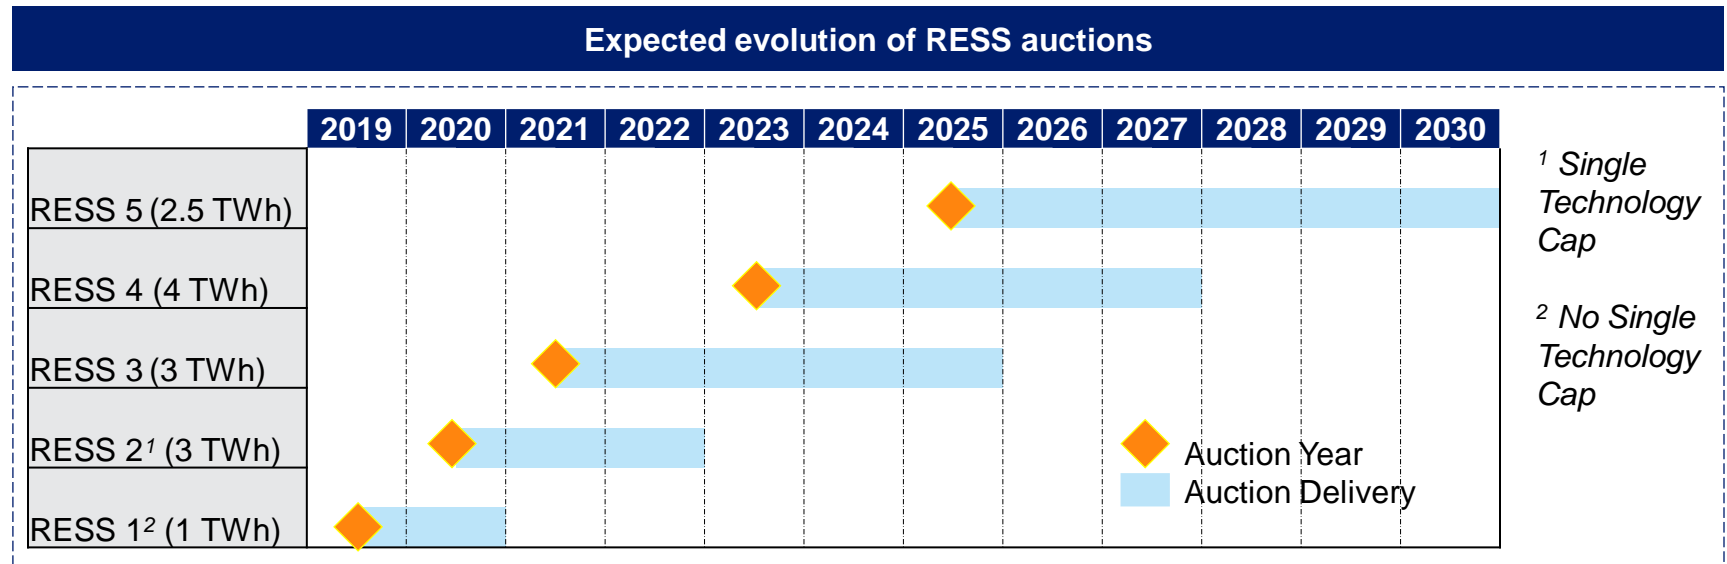 Expected evolution of RESS auctions
2019 2020 2021 2022 2023 2024 2025 2026 2027 2028 2029 2030
RESS 5 (2.5 TWh)
RESS 4 (4 TWh)
RESS 3 (3 TWh)
RESS 2¹ (3 TWh)
RESS 1² (1 TWh)
Auction Year
Auction Delivery
¹ Single
Technology
Cap
² No Single
Technology
Cap